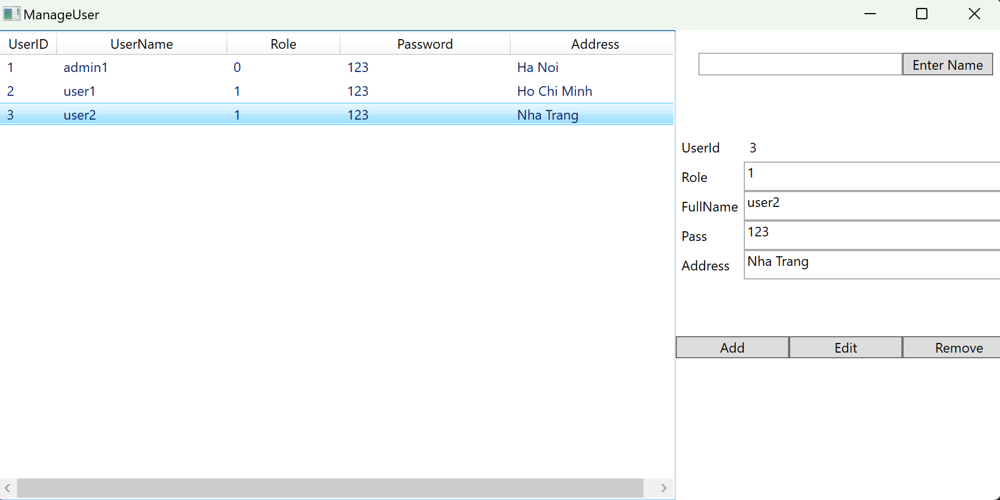 ManageUser
UserID UserName Role Password Address
1 admin1 0 123 Ha Noi
2 user1 1 123 Ho Chi Minh
3 user2 1 123 Nha Trang
Enter Name
UserId 3
Role 1
FullName user2
Pass 123
Address Nha Trang
Add Edit Remove